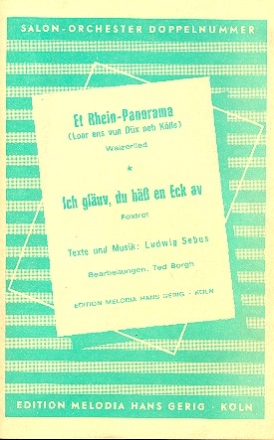 SALON-ORCHESTER DOPPELNUMMER
Et Rhein-Panorama
(Loor ens vun Düx noh Kölle)
Walzerlied
*
Ich gläuv, du häß en Eck av
Foxtrot
Texte und Musik: Ludwig Sebus
Bearbeitungen: Ted Borgh
EDITION MELODIA HANS GERIG - KÖLN
EDITION MELODIA HANS GERIG · KÖLN